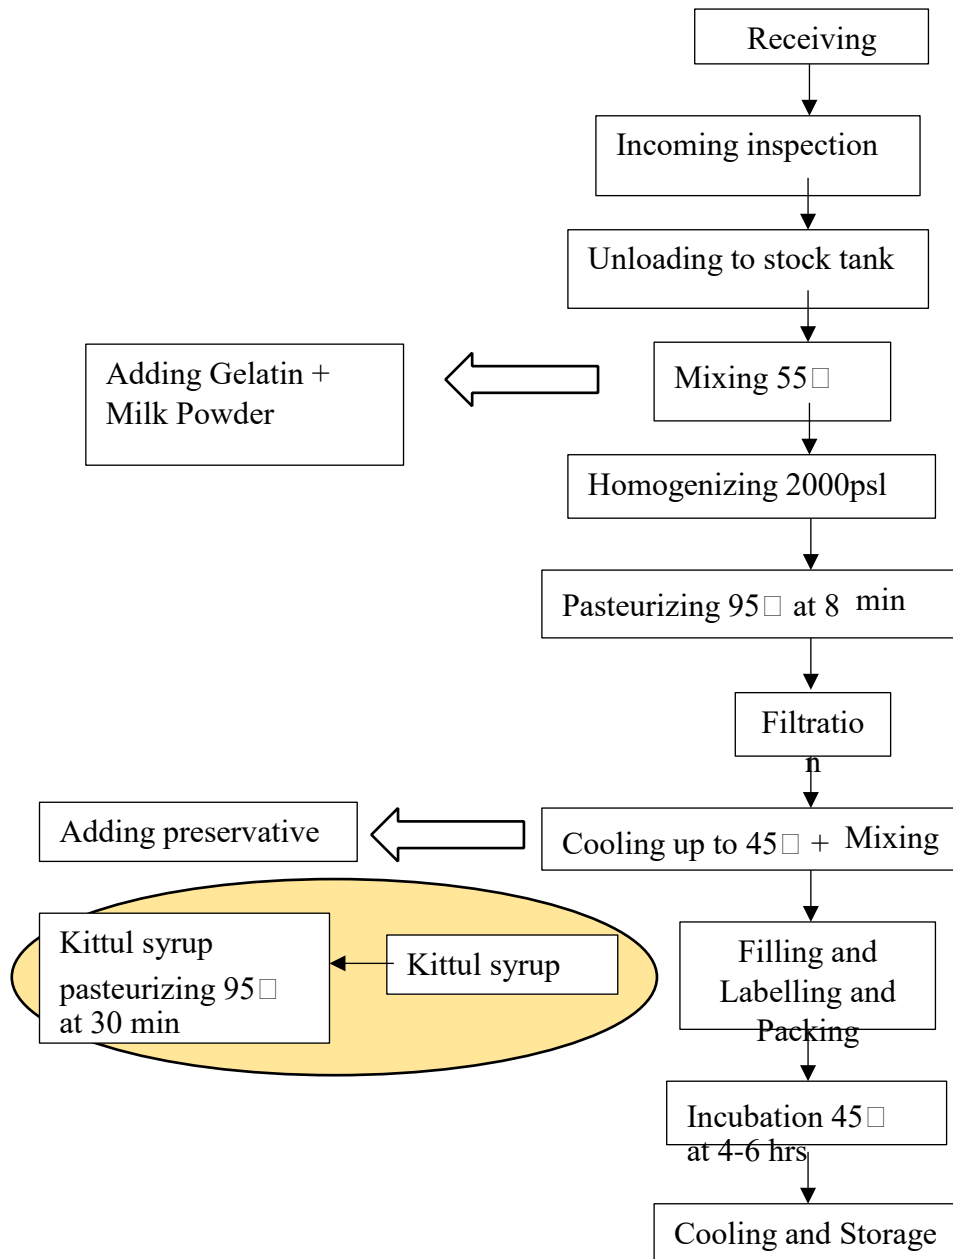 Receiving
Incoming inspection
Unloading to stock tank
Adding Gelatin +
Milk Powder
Mixing 55□
Homogenizing 2000psl
Pasteurizing 95□ at 8 min
Filtratio
n
Adding preservative
Cooling up to 45□ + Mixing
Kittul syrup
pasteurizing 95□
at 30 min
Kittul syrup
Filling and
Labelling and
Packing
Incubation 45□
at 4-6 hrs
Cooling and Storage